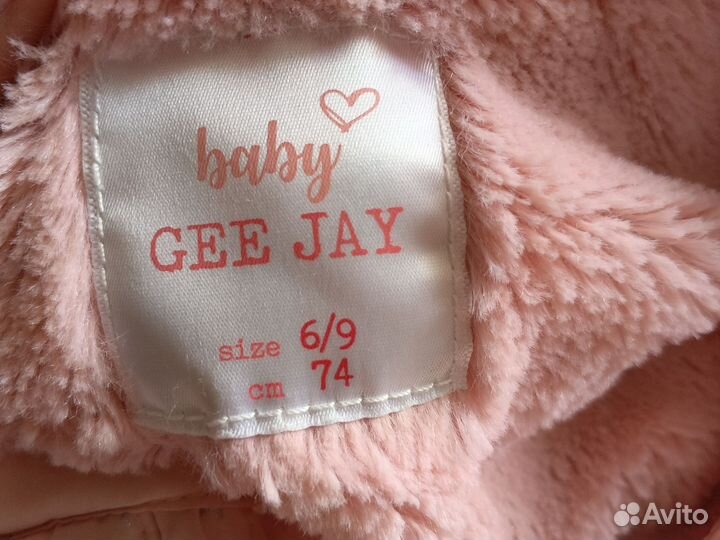 baby
GEE JAY
size 6/9
cm 74
Avito